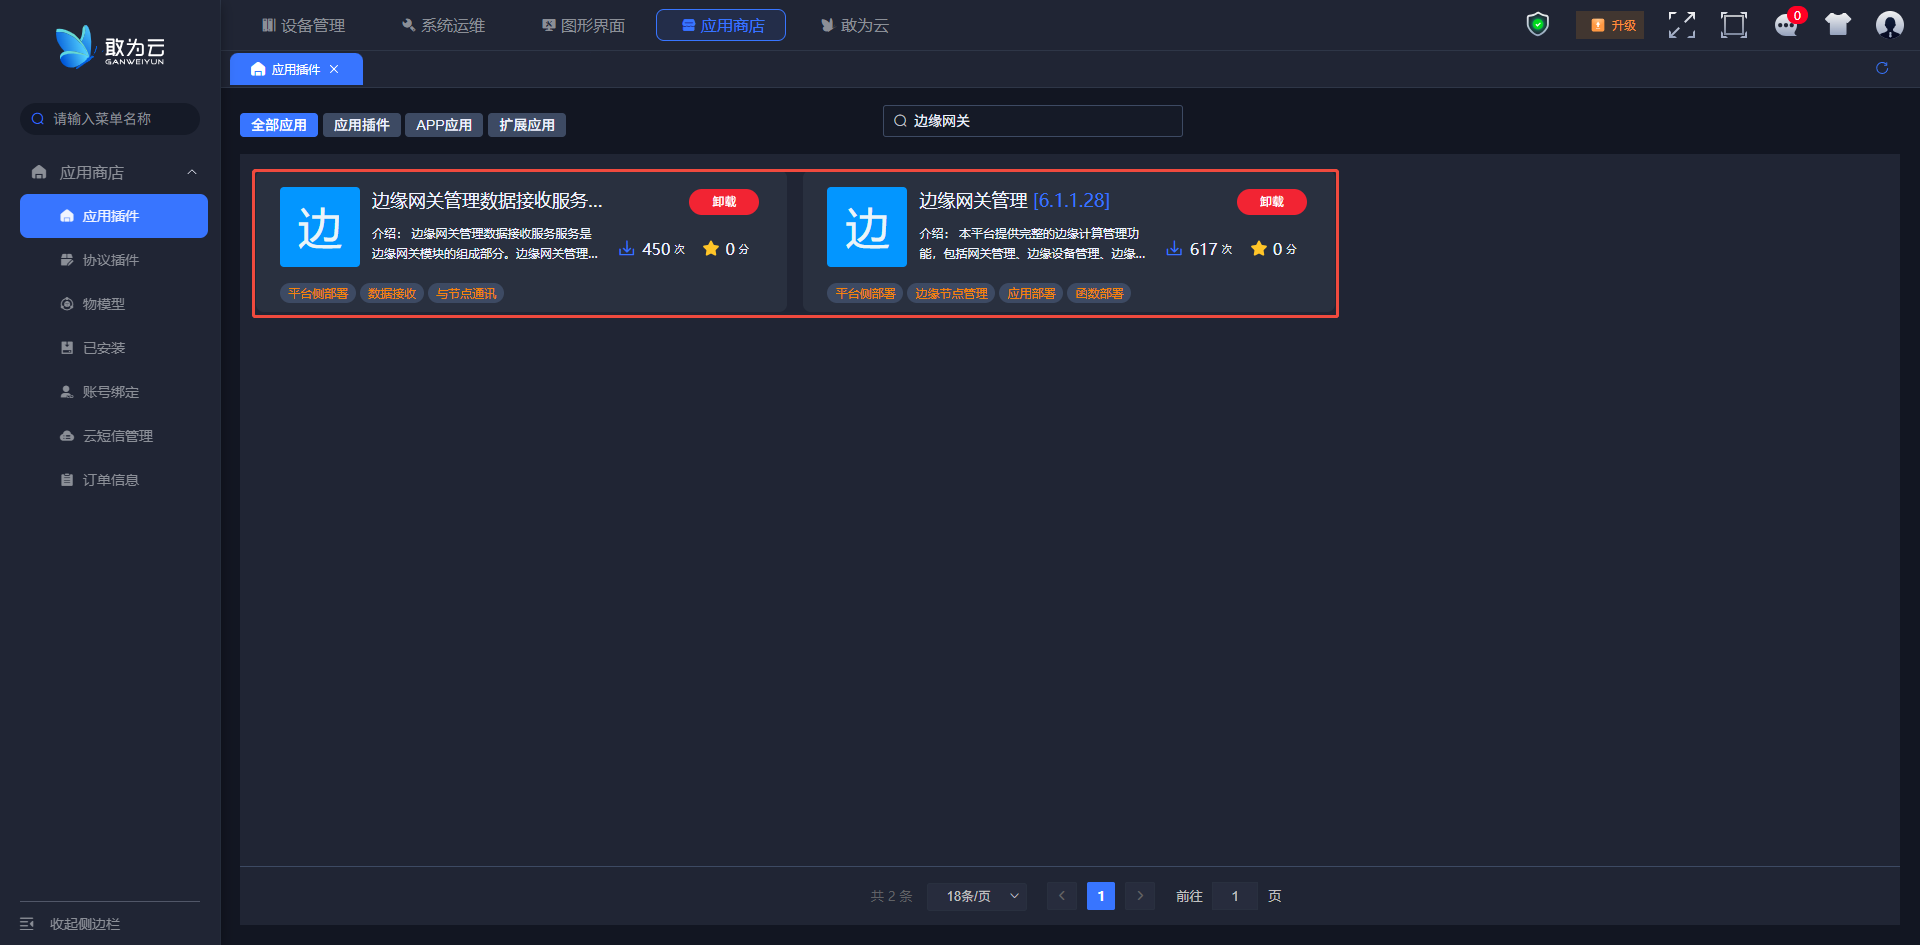 敢为云
GANWEIYUN
设备管理
系统运维
图形界面
应用商店
敢为云
升级
0
应用插件
请输入菜单名称
应用商店
应用插件
协议插件
物模型
已安装
账号绑定
云短信管理
订单信息
收起侧边栏
全部应用
应用插件
APP应用
扩展应用
边缘网关
边
边缘网关管理数据接收服务...
卸载
介绍： 边缘网关管理数据接收服务服务是
边缘网关模块的组成部分。边缘网关管理...
450 次
0 分
平台侧部署
数据接收
与节点通讯
边
边缘网关管理 [6.1.1.28]
卸载
介绍： 本平台提供完整的边缘计算管理功
能，包括网关管理、边缘设备管理、边缘...
617 次
0 分
平台侧部署
边缘节点管理
应用部署
函数部署
共 2 条
18条/页
1
前往
1
页